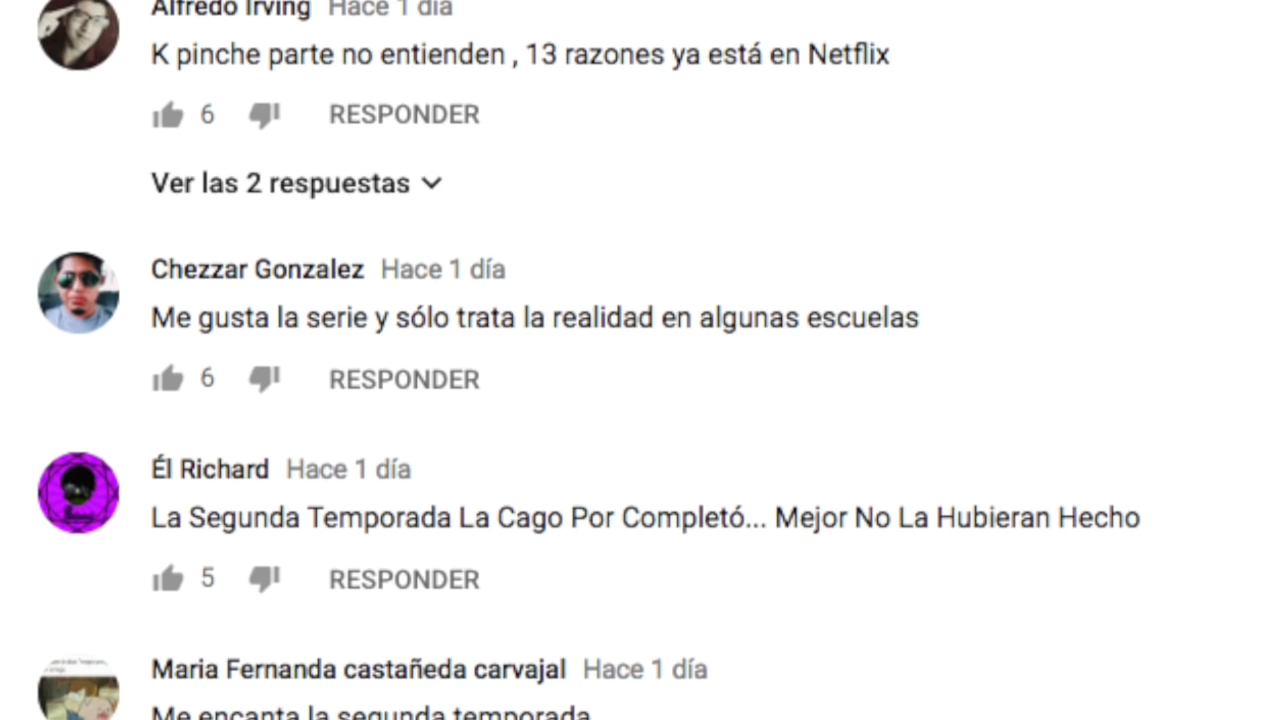 Alfredo Irving Hace 1 día
K pinche parte no entienden , 13 razones ya está en Netflix
6 RESPONDER
Ver las 2 respuestas
Chezzar Gonzalez Hace 1 día
Me gusta la serie y sólo trata la realidad en algunas escuelas
6 RESPONDER
Él Richard Hace 1 día
La Segunda Temporada La Cago Por Completó... Mejor No La Hubieran Hecho
5 RESPONDER
Maria Fernanda castañeda carvajal Hace 1 día
Me encanta la segunda temporada